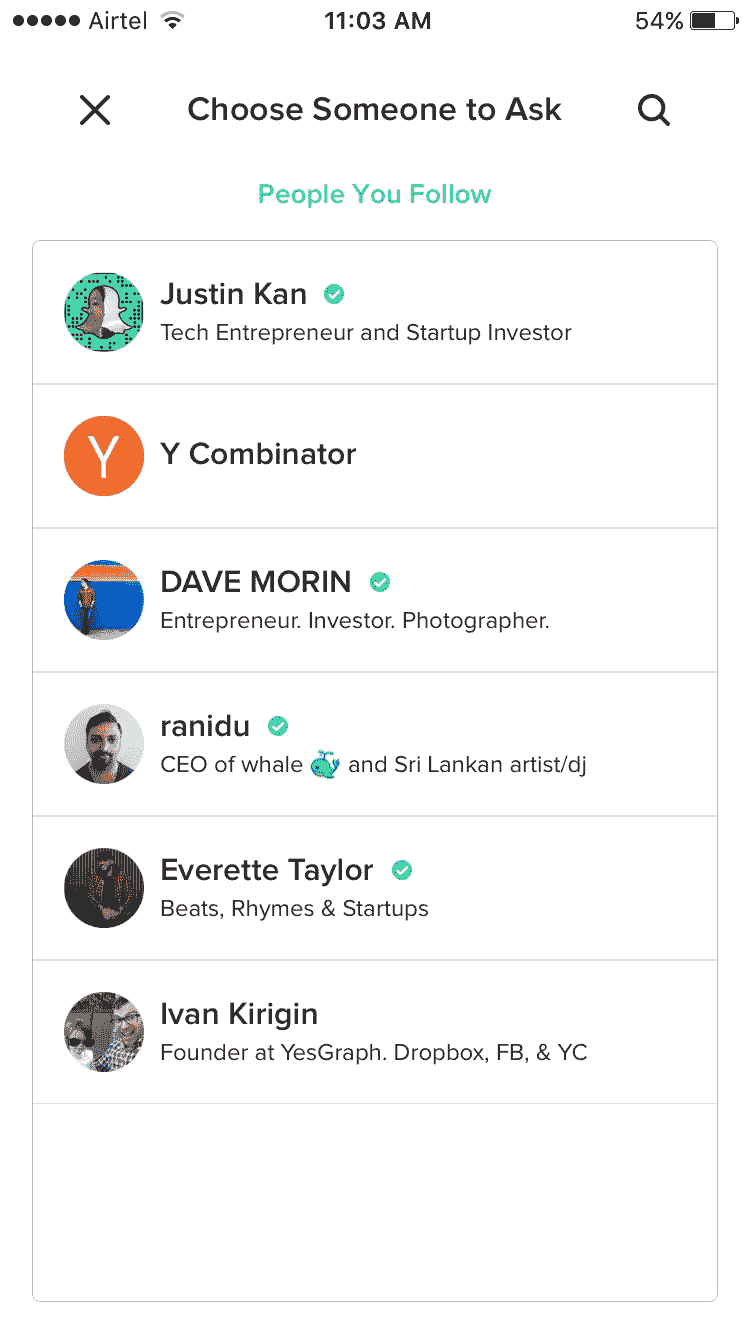 Airtel 11:03 AM 54%
Choose Someone to Ask
People You Follow
Justin Kan
Tech Entrepreneur and Startup Investor
Y
Y Combinator
DAVE MORIN
Entrepreneur. Investor. Photographer.
ranidu
CEO of whale 🐳 and Sri Lankan artist/dj
Everette Taylor
Beats, Rhymes & Startups
Ivan Kirigin
Founder at YesGraph. Dropbox, FB, & YC